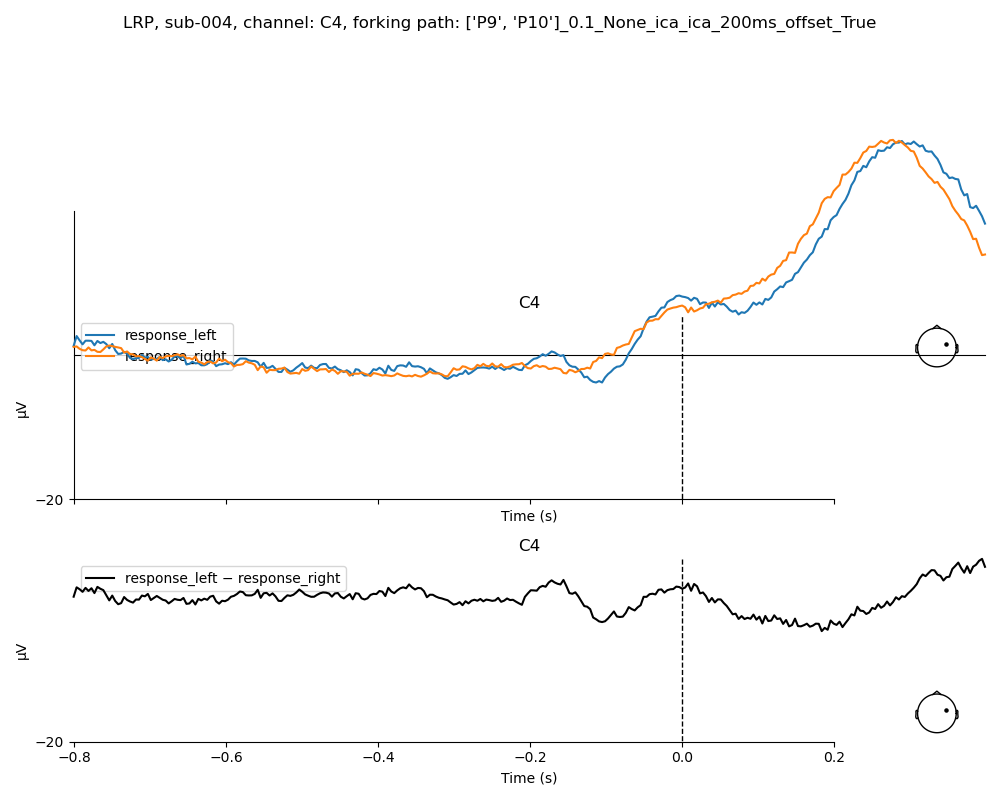 LRP, sub-004, channel: C4, forking path: ['P9', 'P10']_0.1_None_ica_ica_200ms_offset_True
C4
response_left
response_right
µV
−20
Time (s)
C4
response_left − response_right
µV
−20
−0.8
−0.6
−0.4
−0.2
0.0
0.2
Time (s)